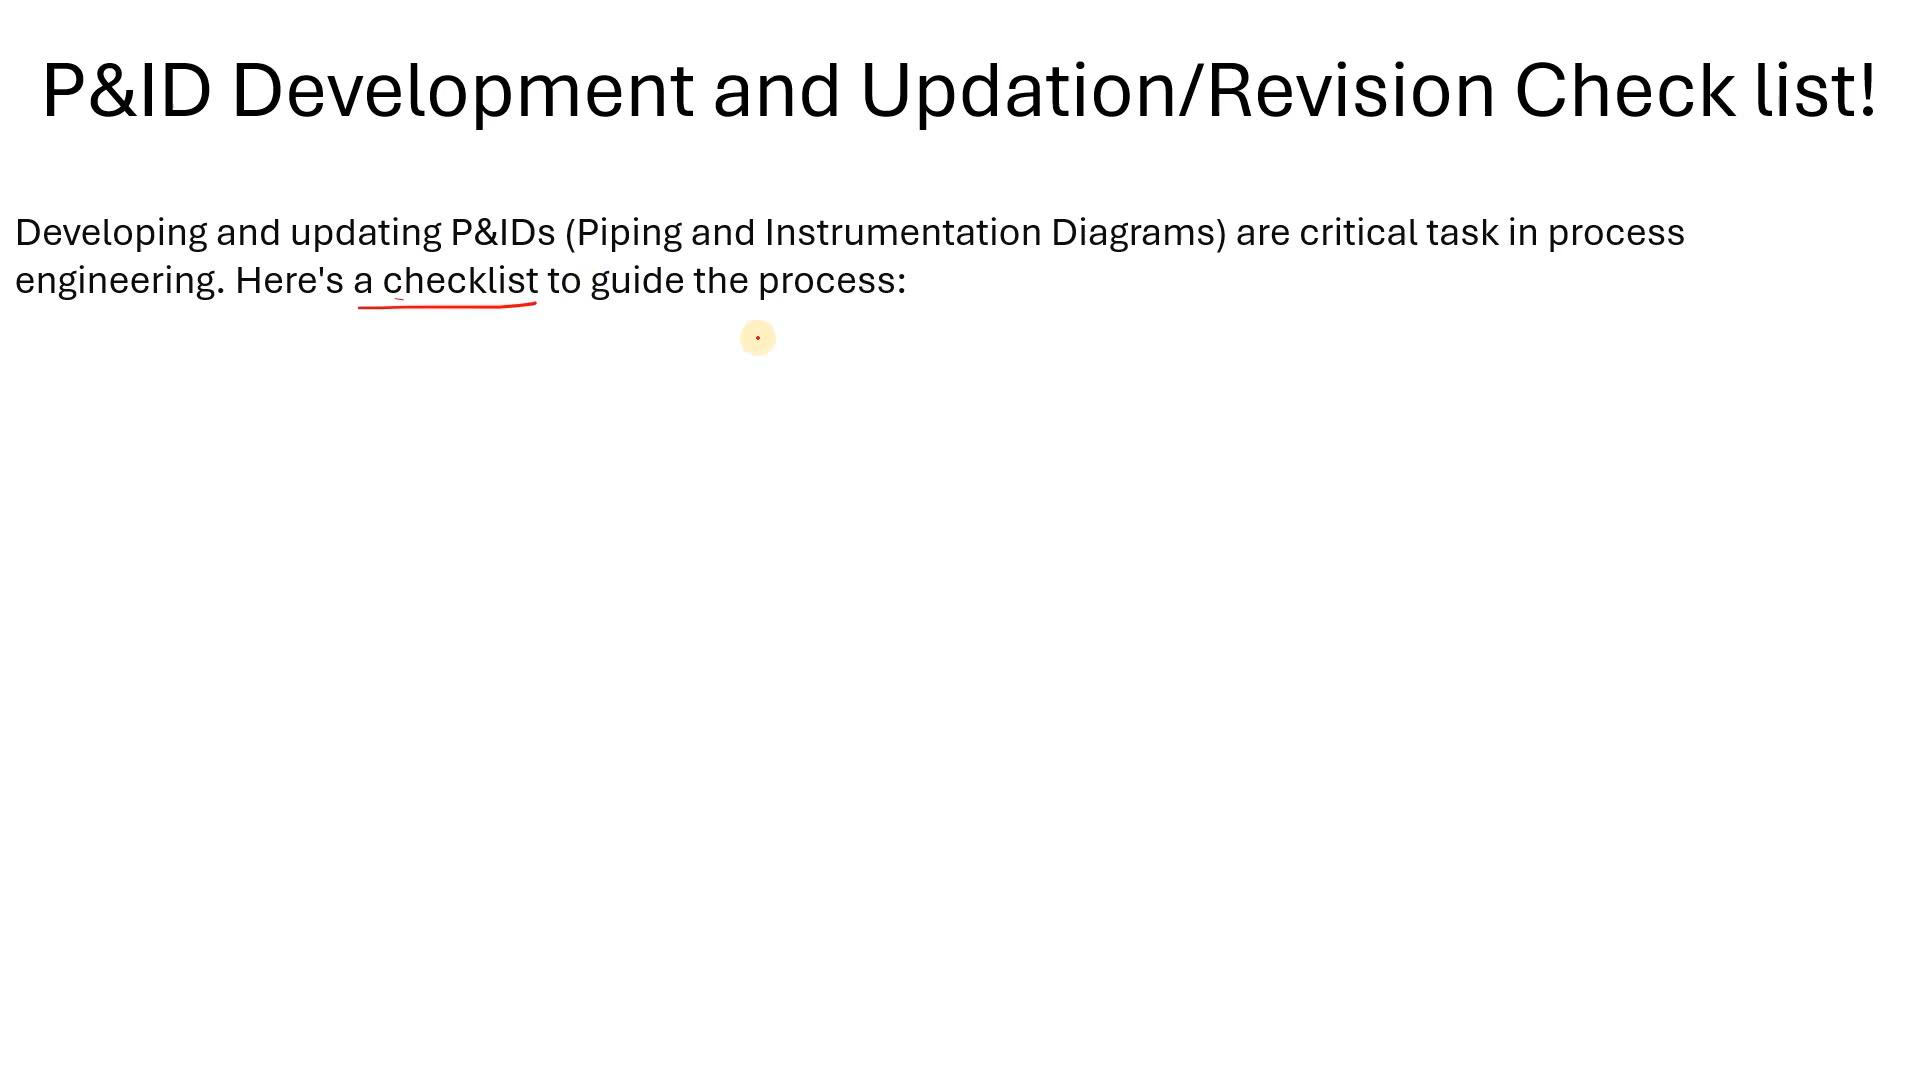 P&ID Development and Updation/Revision Check list!
Developing and updating P&IDs (Piping and Instrumentation Diagrams) are critical task in process
engineering. Here's a checklist to guide the process: